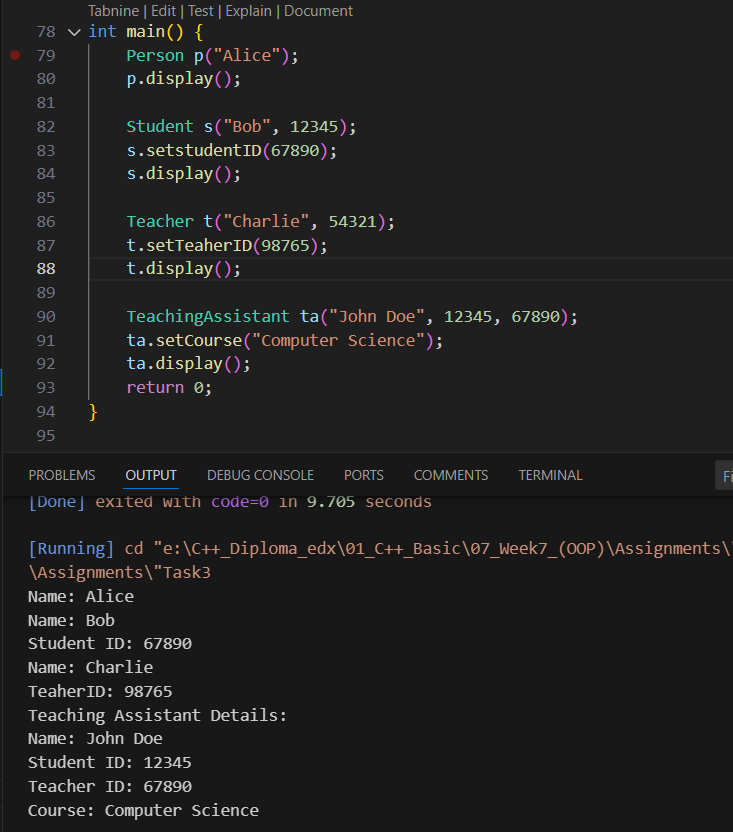 Tabnine | Edit | Test | Explain | Document
78 int main() {
79 Person p("Alice");
80 p.display();
81
82 Student s("Bob", 12345);
83 s.setstudentID(67890);
84 s.display();
85
86 Teacher t("Charlie", 54321);
87 t.setTeaherID(98765);
88 t.display();
89
90 TeachingAssistant ta("John Doe", 12345, 67890);
91 ta.setCourse("Computer Science");
92 ta.display();
93 return 0;
94 }
95
PROBLEMS OUTPUT DEBUG CONSOLE PORTS COMMENTS TERMINAL Fi
[Done] exited with code=0 in 9.705 seconds
[Running] cd "e:\C++_Diploma_edx\01_C++_Basic\07_Week7_(OOP)\Assignments\
\Assignments\"Task3
Name: Alice
Name: Bob
Student ID: 67890
Name: Charlie
TeaherID: 98765
Teaching Assistant Details:
Name: John Doe
Student ID: 12345
Teacher ID: 67890
Course: Computer Science